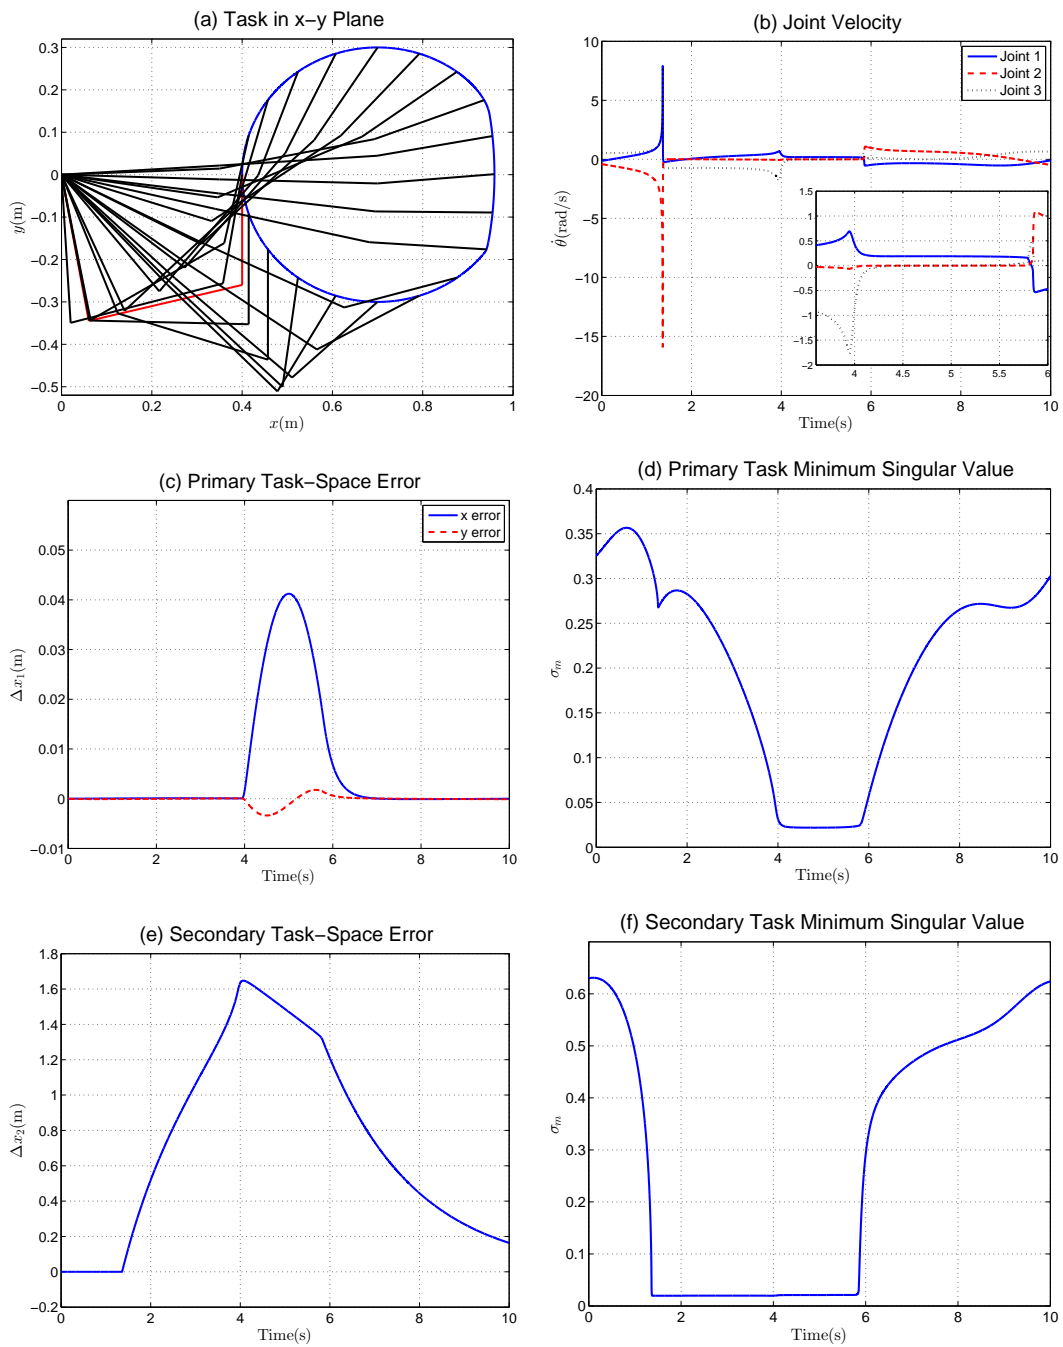 (a) Task in x−y Plane
0.3
0.2
0.1
0
−0.1
−0.2
−0.3
−0.4
−0.5
y(m)
0 0.2 0.4 0.6 0.8 1
x(m)
(b) Joint Velocity
10
5
0
−5
−10
−15
−20
θ̇(rad/s)
Joint 1
Joint 2
Joint 3
1.5
1
0.5
0
−0.5
−1
−1.5
−2
4 4.5 5 5.5 6
0 2 4 6 8 10
Time(s)
(c) Primary Task−Space Error
x error
y error
0.05
0.04
0.03
0.02
0.01
0
−0.01
Δx₁(m)
0 2 4 6 8 10
Time(s)
(d) Primary Task Minimum Singular Value
0.4
0.35
0.3
0.25
0.2
0.15
0.1
0.05
0
σₘ
0 2 4 6 8 10
Time(s)
(e) Secondary Task−Space Error
1.8
1.6
1.4
1.2
1
0.8
0.6
0.4
0.2
0
−0.2
Δx₂(m)
0 2 4 6 8 10
Time(s)
(f) Secondary Task Minimum Singular Value
0.6
0.5
0.4
0.3
0.2
0.1
0
σₘ
0 2 4 6 8 10
Time(s)